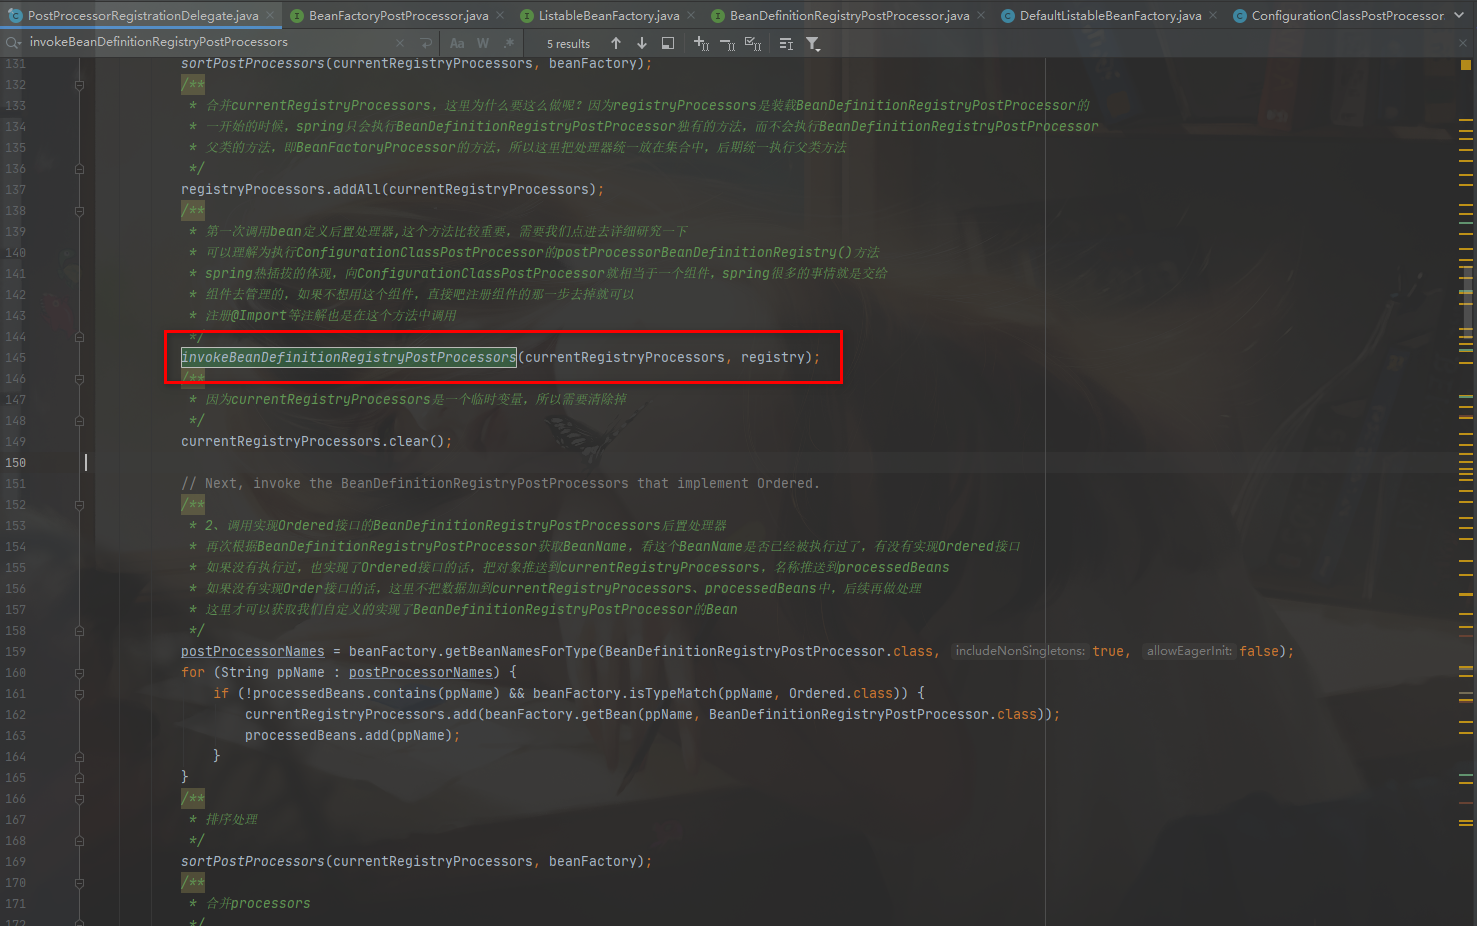 PostProcessorRegistrationDelegate.java BeanFactoryPostProcessor.java ListableBeanFactory.java BeanDefinitionRegistryPostProcessor.java DefaultListableBeanFactory.java ConfigurationClassPostProcessor.
invokeBeanDefinitionRegistryPostProcessors Aa W .* 5 results
131 sortPostProcessors(currentRegistryProcessors, beanFactory);
132 /**
133 * 合并currentRegistryProcessors，这里为什么要这么做呢？因为registryProcessors是装载BeanDefinitionRegistryPostProcessor的
134 * 一开始的时候，spring只会执行BeanDefinitionRegistryPostProcessor独有的方法，而不会执行BeanDefinitionRegistryPostProcessor
135 * 父类的方法，即BeanFactoryProcessor的方法，所以这里把处理器统一放在集合中，后期统一执行父类方法
136 */
137 registryProcessors.addAll(currentRegistryProcessors);
138 /**
139 * 第一次调用bean定义后置处理器,这个方法比较重要，需要我们点进去详细研究一下
140 * 可以理解为执行ConfigurationClassPostProcessor的postProcessorBeanDefinitionRegistry()方法
141 * spring热插拔的体现，向ConfigurationClassPostProcessor就相当于一个组件，spring很多的事情就是交给
142 * 组件去管理的，如果不想用这个组件，直接吧注册组件的那一步去掉就可以
143 * 注册@Import等注解也是在这个方法中调用
144 */
145 invokeBeanDefinitionRegistryPostProcessors(currentRegistryProcessors, registry);
146 /**
147 * 因为currentRegistryProcessors是一个临时变量，所以需要清除掉
148 */
149 currentRegistryProcessors.clear();
150
151 // Next, invoke the BeanDefinitionRegistryPostProcessors that implement Ordered.
152 /**
153 * 2、调用实现Ordered接口的BeanDefinitionRegistryPostProcessors后置处理器
154 * 再次根据BeanDefinitionRegistryPostProcessor获取BeanName，看这个BeanName是否已经被执行过了，有没有实现Ordered接口
155 * 如果没有执行过，也实现了Ordered接口的话，把对象推送到currentRegistryProcessors，名称推送到processedBeans
156 * 如果没有实现Order接口的话，这里不把数据加到currentRegistryProcessors、processedBeans中，后续再做处理
157 * 这里才可以获取我们自定义的实现了BeanDefinitionRegistryPostProcessor的Bean
158 */
159 postProcessorNames = beanFactory.getBeanNamesForType(BeanDefinitionRegistryPostProcessor.class, includeNonSingletons: true, allowEagerInit: false);
160 for (String ppName : postProcessorNames) {
161 if (!processedBeans.contains(ppName) && beanFactory.isTypeMatch(ppName, Ordered.class)) {
162 currentRegistryProcessors.add(beanFactory.getBean(ppName, BeanDefinitionRegistryPostProcessor.class));
163 processedBeans.add(ppName);
164 }
165 }
166 /**
167 * 排序处理
168 */
169 sortPostProcessors(currentRegistryProcessors, beanFactory);
170 /**
171 * 合并processors
172 */